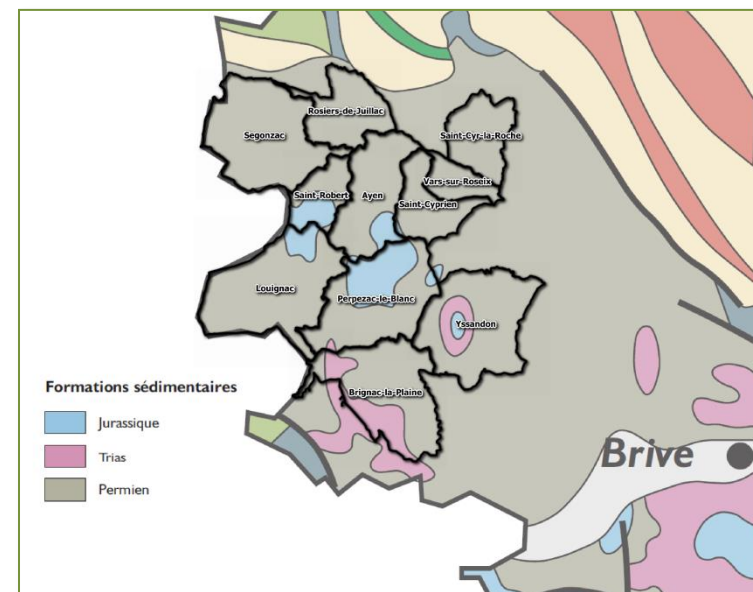 Rosiers-de-Juillac
Segonzac
Saint-Cyr-la-Roche
Vars-sur-Roseix
Saint-Robert
Ayen
Saint-Cyprien
Louignac
Perpezac-le-Blanc
Yssandon
Formations sédimentaires
Brignac-la-Plaine
Jurassique
Trias
Brive
Permien